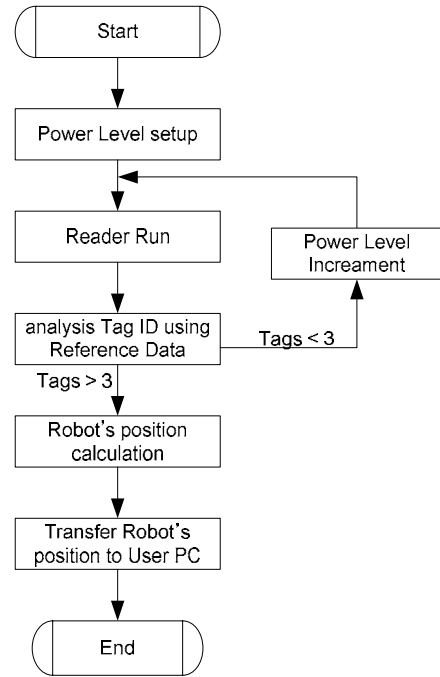 Start
Power Level setup
Reader Run
Power Level
Increament
analysis Tag ID using
Reference Data
Tags < 3
Tags > 3
Robot's position
calculation
Transfer Robot's
position to User PC
End